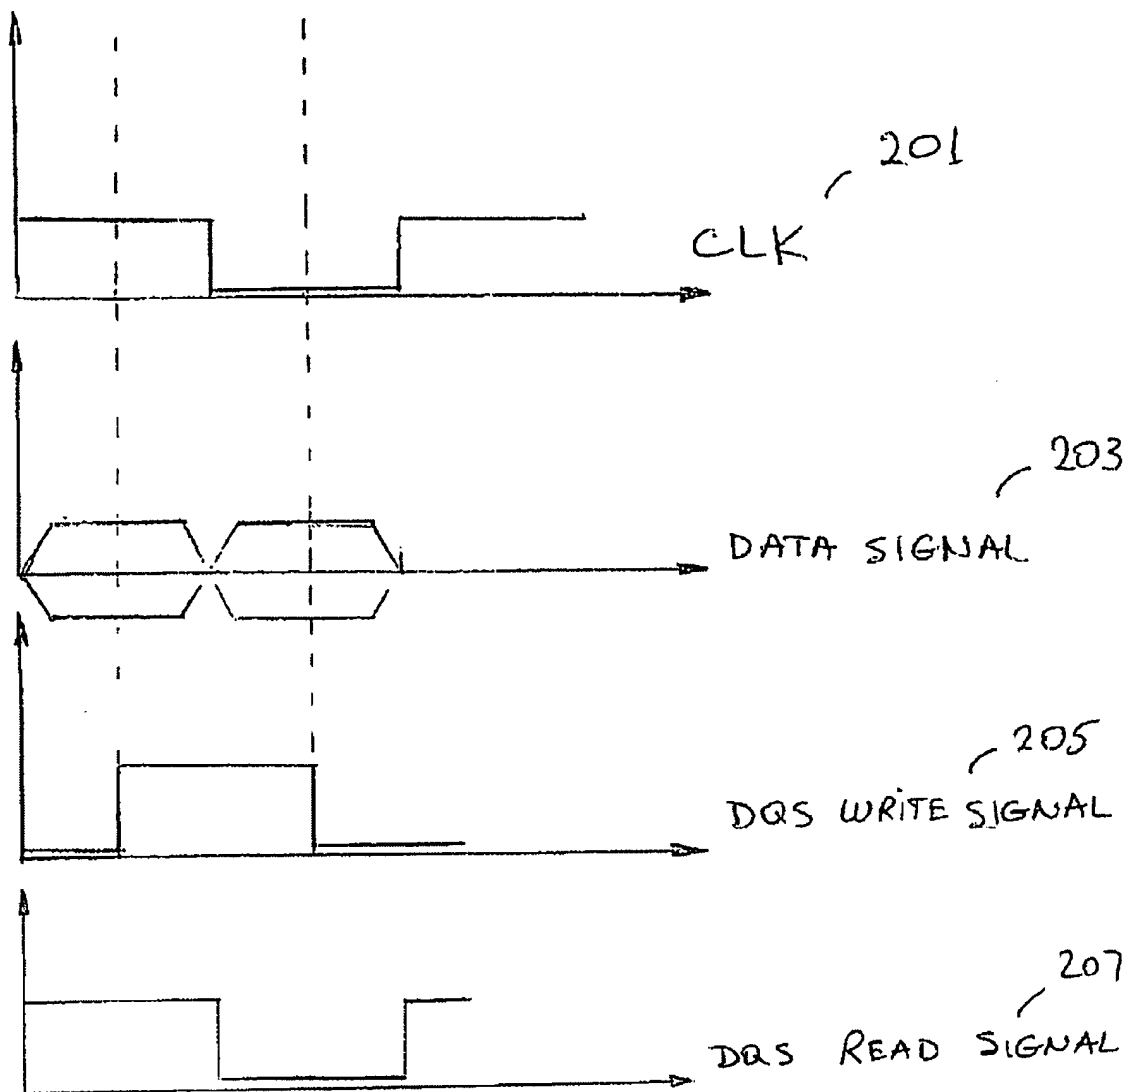 201
CLK
203
DATA SIGNAL
205
DQS WRITE SIGNAL
207
DQS READ SIGNAL